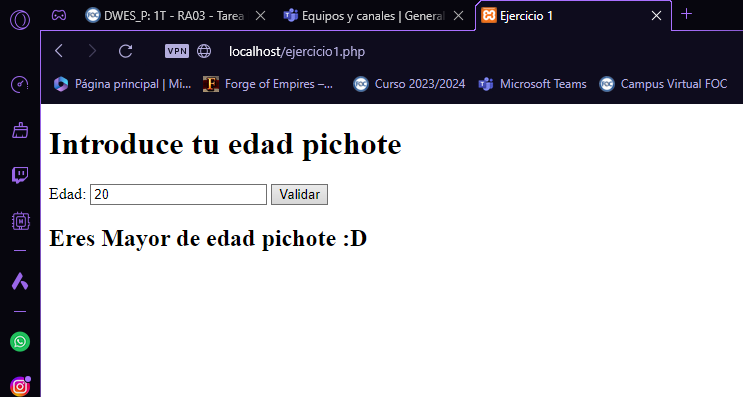 DWES_P: 1T - RA03 - Tarea
Equipos y canales | General
Ejercicio 1
VPN
localhost/ejercicio1.php
Página principal | Mi...
Forge of Empires –...
Curso 2023/2024
Microsoft Teams
Campus Virtual FOC
Introduce tu edad pichote
Edad: 20 Validar
Eres Mayor de edad pichote :D